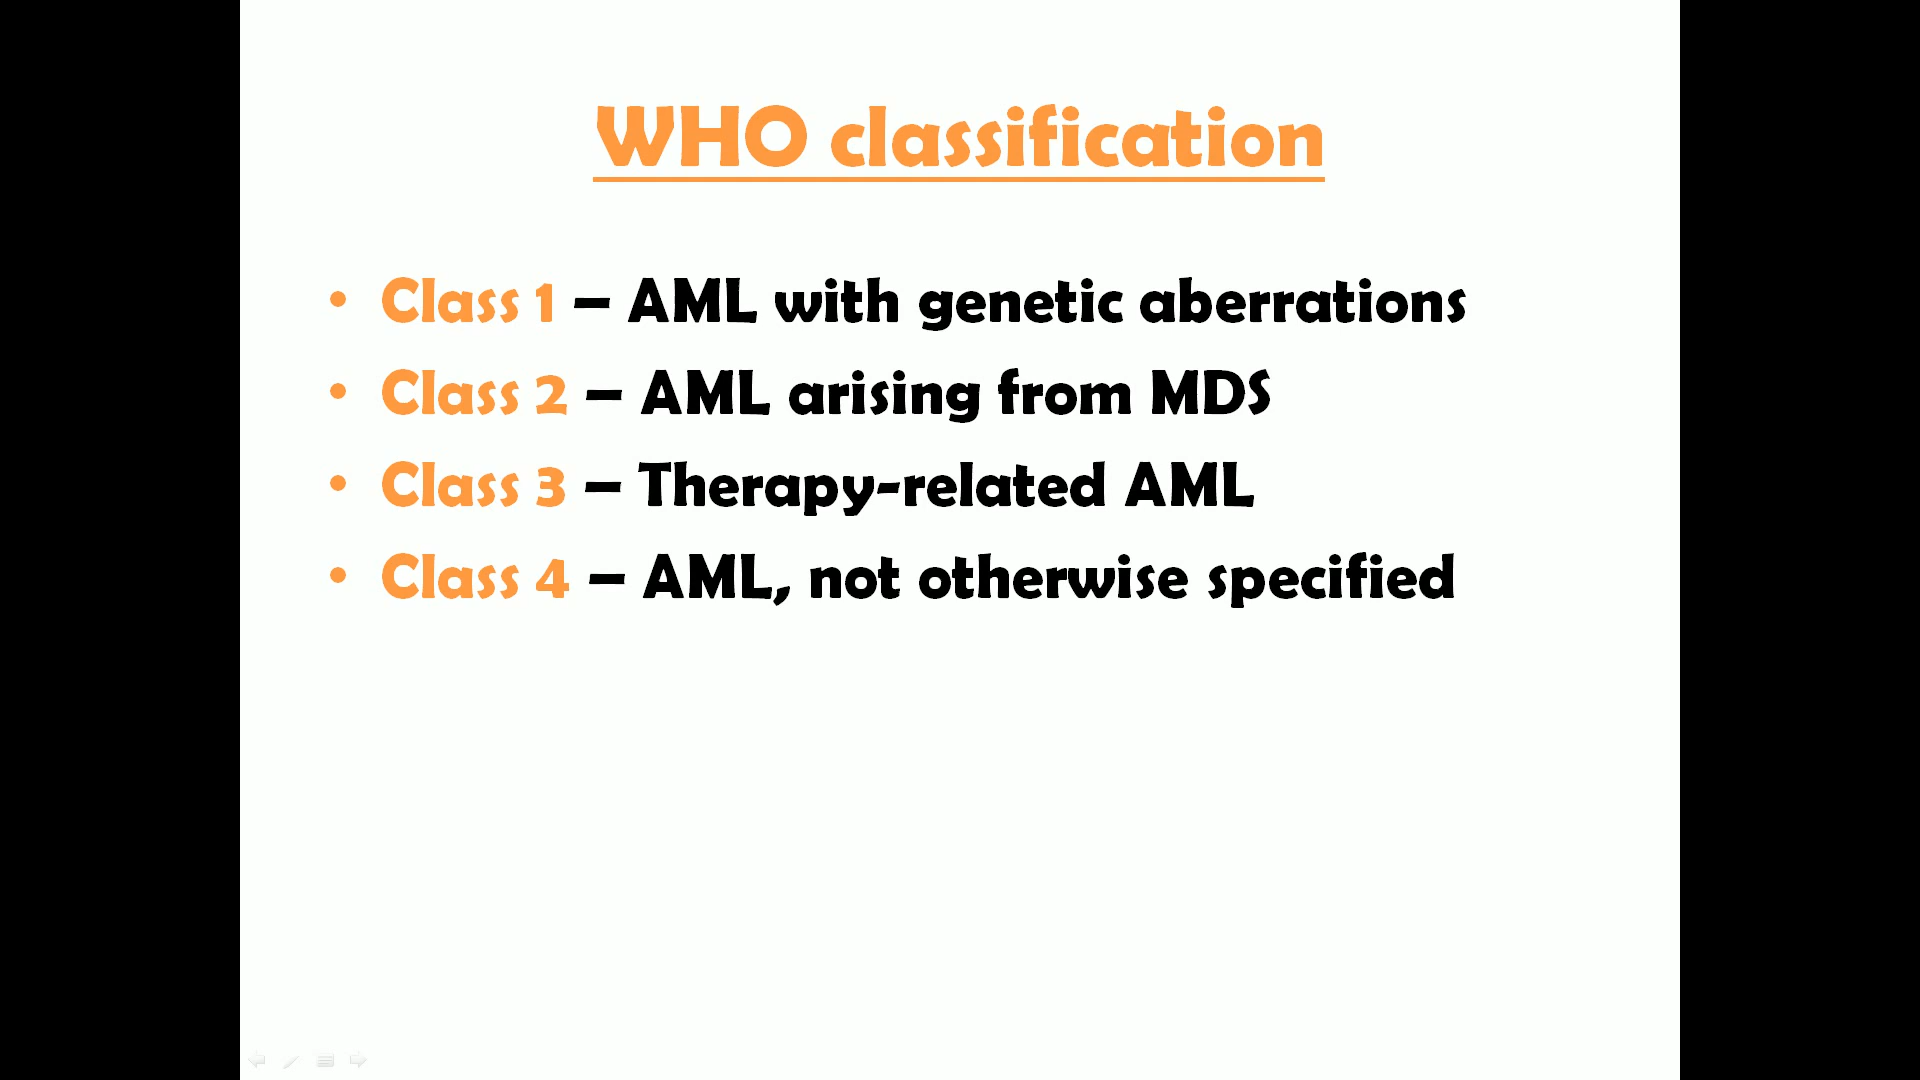 WHO classification
• Class 1 – AML with genetic aberrations
• Class 2 – AML arising from MDS
• Class 3 – Therapy-related AML
• Class 4 – AML, not otherwise specified